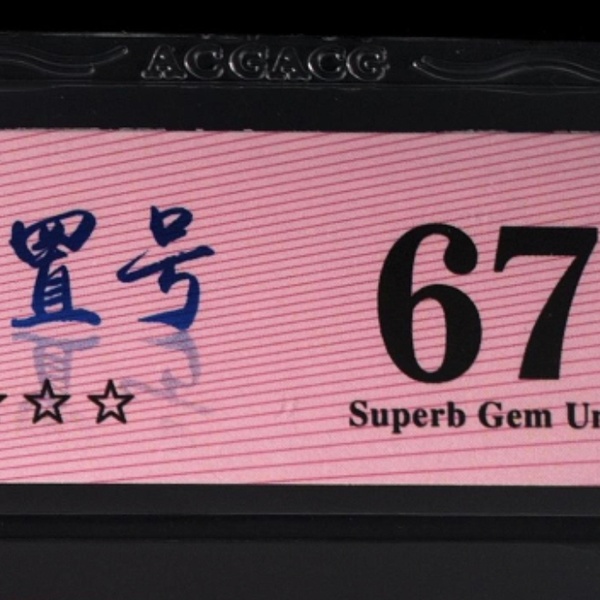 ACGACG
置号
67
☆☆
Superb Gem Un